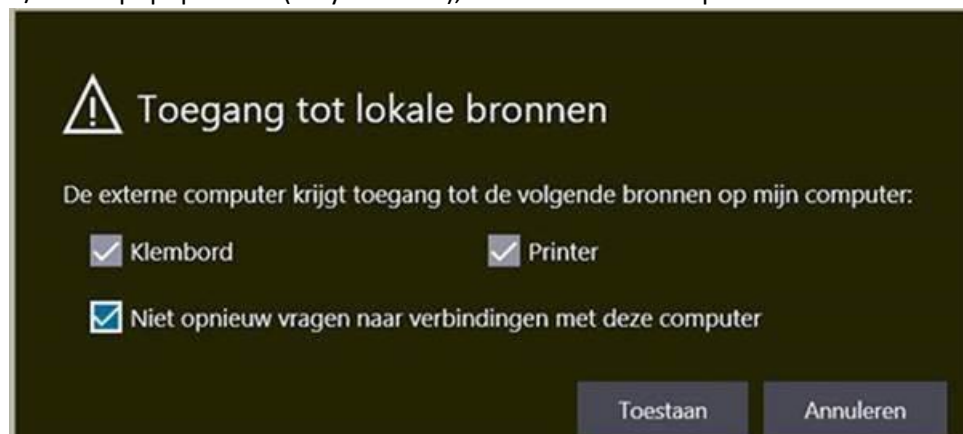 Toegang tot lokale bronnen
De externe computer krijgt toegang tot de volgende bronnen op mijn computer:
Klembord Printer
Niet opnieuw vragen naar verbindingen met deze computer
Toestaan Annuleren